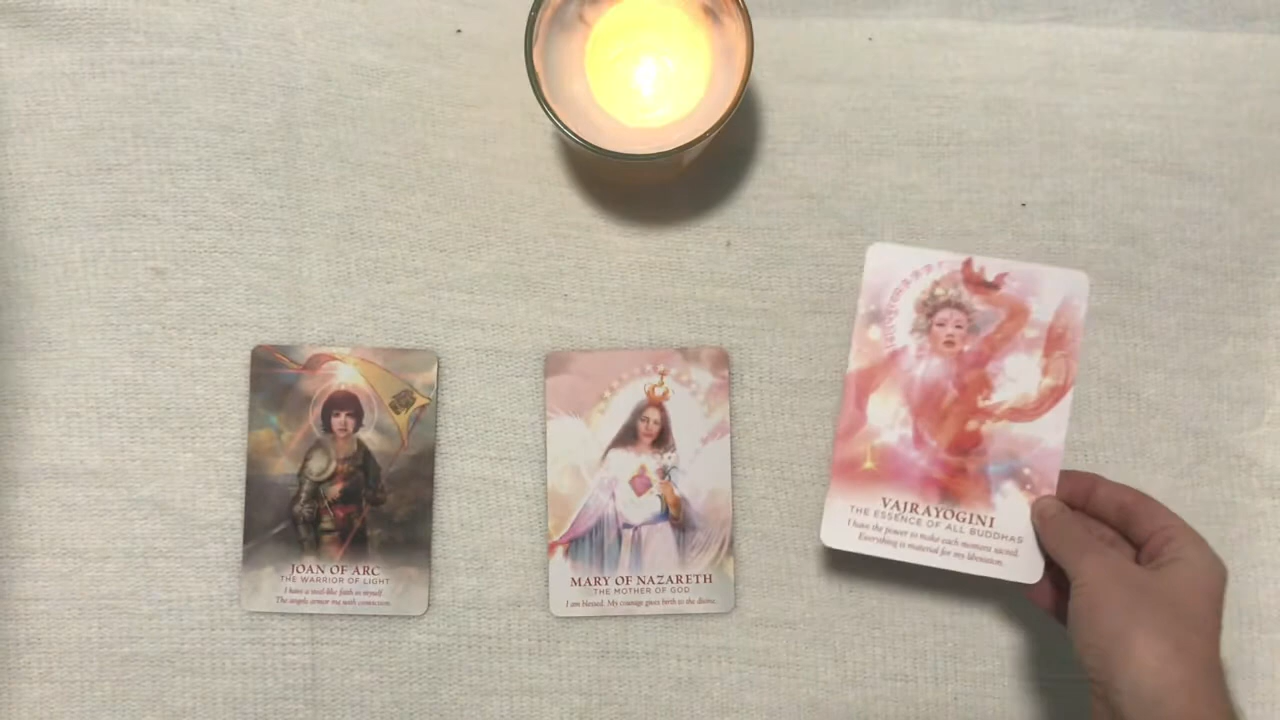 JOAN OF ARC
THE WARRIOR OF LIGHT
I have a steel-like faith in myself.
The angels armor me with conviction.
MARY OF NAZARETH
THE MOTHER OF GOD
I am blessed. My courage gives birth to the divine.
VAJRAYOGINI
THE ESSENCE OF ALL BUDDHAS
I have the power to make each moment sacred.
Everything is material for my liberation.